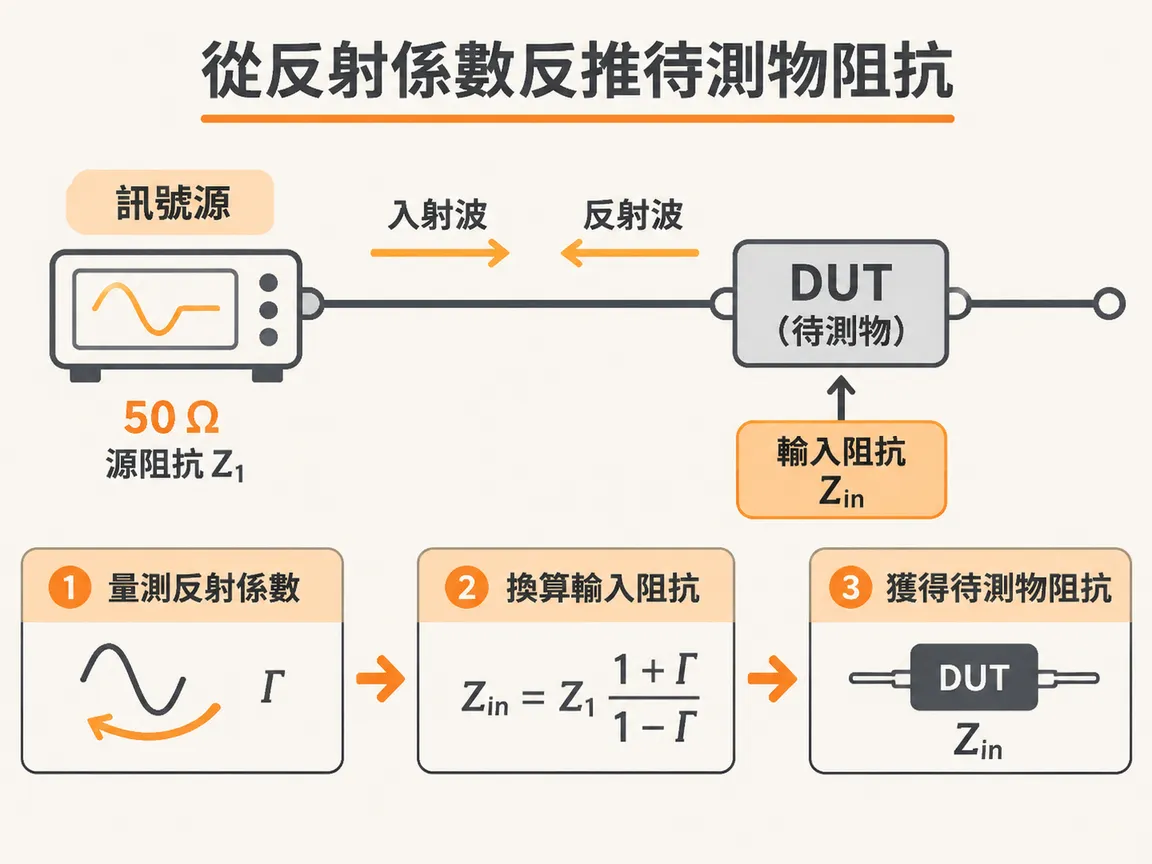 從反射係數反推待測物阻抗
訊號源
入射波
反射波
DUT
（待測物）
50 Ω
源阻抗 Z₁
輸入阻抗
Zᵢₙ
1 量測反射係數
Γ
2 換算輸入阻抗
Zᵢₙ = Z₁ (1 + Γ) / (1 − Γ)
3 獲得待測物阻抗
DUT
Zᵢₙ